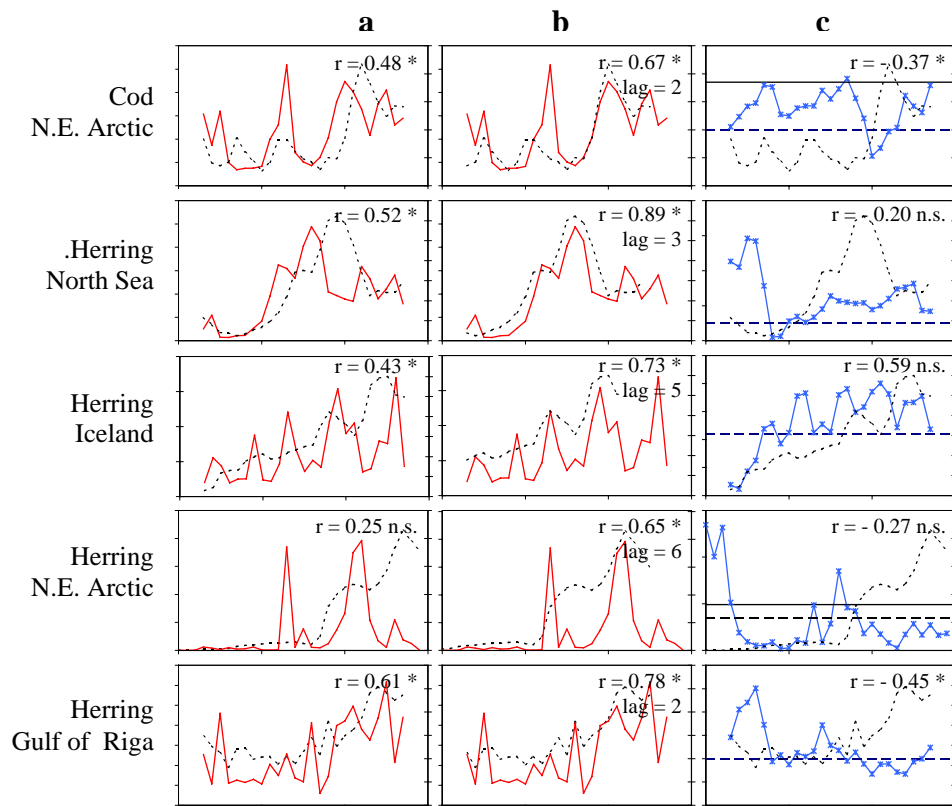 a b c
Cod
N.E. Arctic
r = 0.48 *
r = 0.67 *
lag = 2
r = - 0.37 *
.Herring
North Sea
r = 0.52 *
r = 0.89 *
lag = 3
r = - 0.20 n.s.
Herring
Iceland
r = 0.43 *
r = 0.73 *
lag = 5
r = 0.59 n.s.
Herring
N.E. Arctic
r = 0.25 n.s.
r = 0.65 *
lag = 6
r = - 0.27 n.s.
Herring
Gulf of Riga
r = 0.61 *
r = 0.78 *
lag = 2
r = - 0.45 *